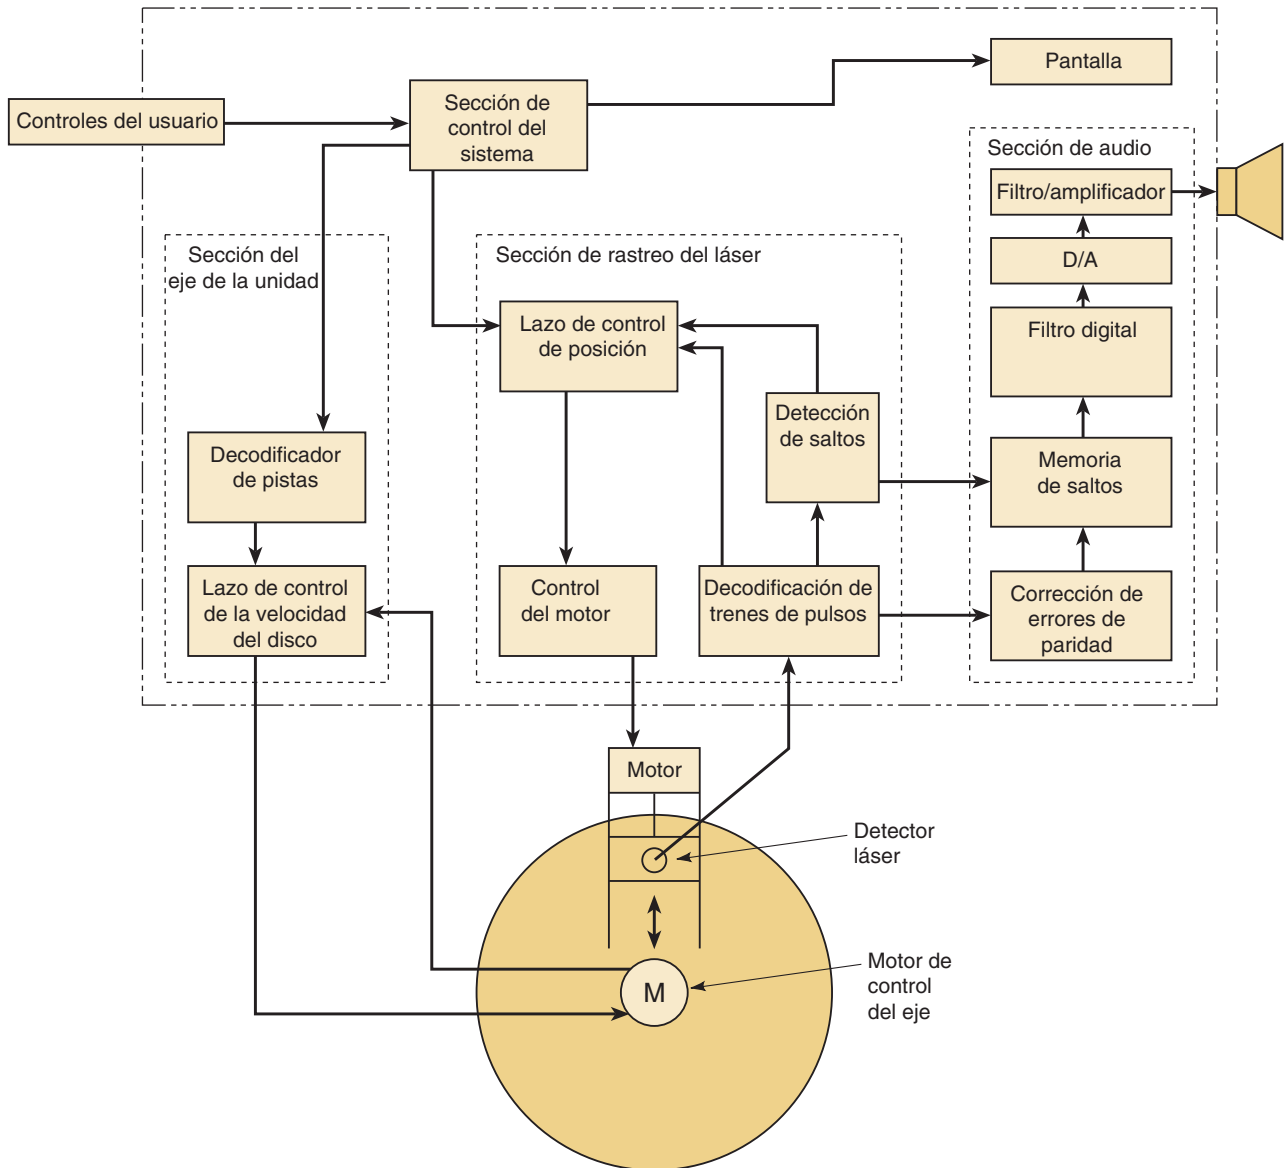 Pantalla
Controles del usuario
Sección de
control del
sistema
Sección de audio
Filtro/amplificador
D/A
Filtro digital
Memoria
de saltos
Corrección de
errores de
paridad
Sección del
eje de la unidad
Decodificador
de pistas
Lazo de control
de la velocidad
del disco
Sección de rastreo del láser
Lazo de control
de posición
Detección
de saltos
Control
del motor
Decodificación de
trenes de pulsos
Motor
Detector
láser
Motor de
control
del eje
M